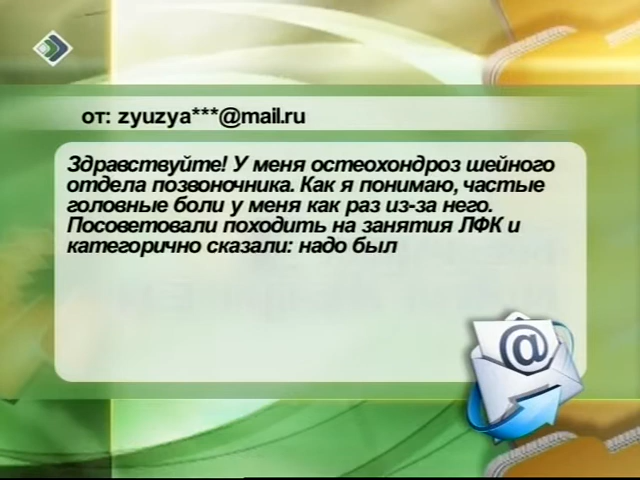 от: zyuzya***@mail.ru
Здравствуйте! У меня остеохондроз шейного
отдела позвоночника. Как я понимаю, частые
головные боли у меня как раз из-за него.
Посоветовали походить на занятия ЛФК и
категорично сказали: надо был
@